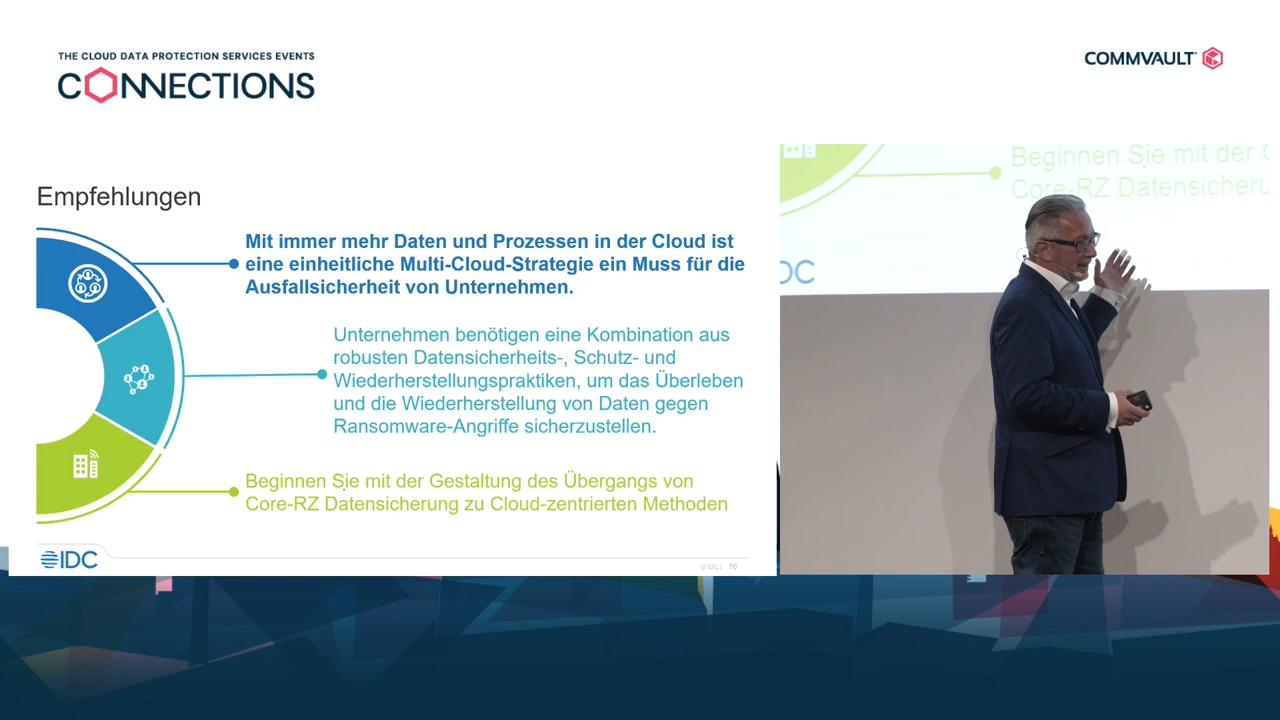 THE CLOUD DATA PROTECTION SERVICES EVENTS
CONNECTIONS
COMMVAULT
Empfehlungen
Mit immer mehr Daten und Prozessen in der Cloud ist
eine einheitliche Multi-Cloud-Strategie ein Muss für die
Ausfallsicherheit von Unternehmen.
Unternehmen benötigen eine Kombination aus
robusten Datensicherheits-, Schutz- und
Wiederherstellungspraktiken, um das Überleben
und die Wiederherstellung von Daten gegen
Ransomware-Angriffe sicherzustellen.
Beginnen Sie mit der Gestaltung des Übergangs von
Core-RZ Datensicherung zu Cloud-zentrierten Methoden
IDC
© IDC | 16
Beginnen Sie mit der G
Core-RZ Datensicheru
DC